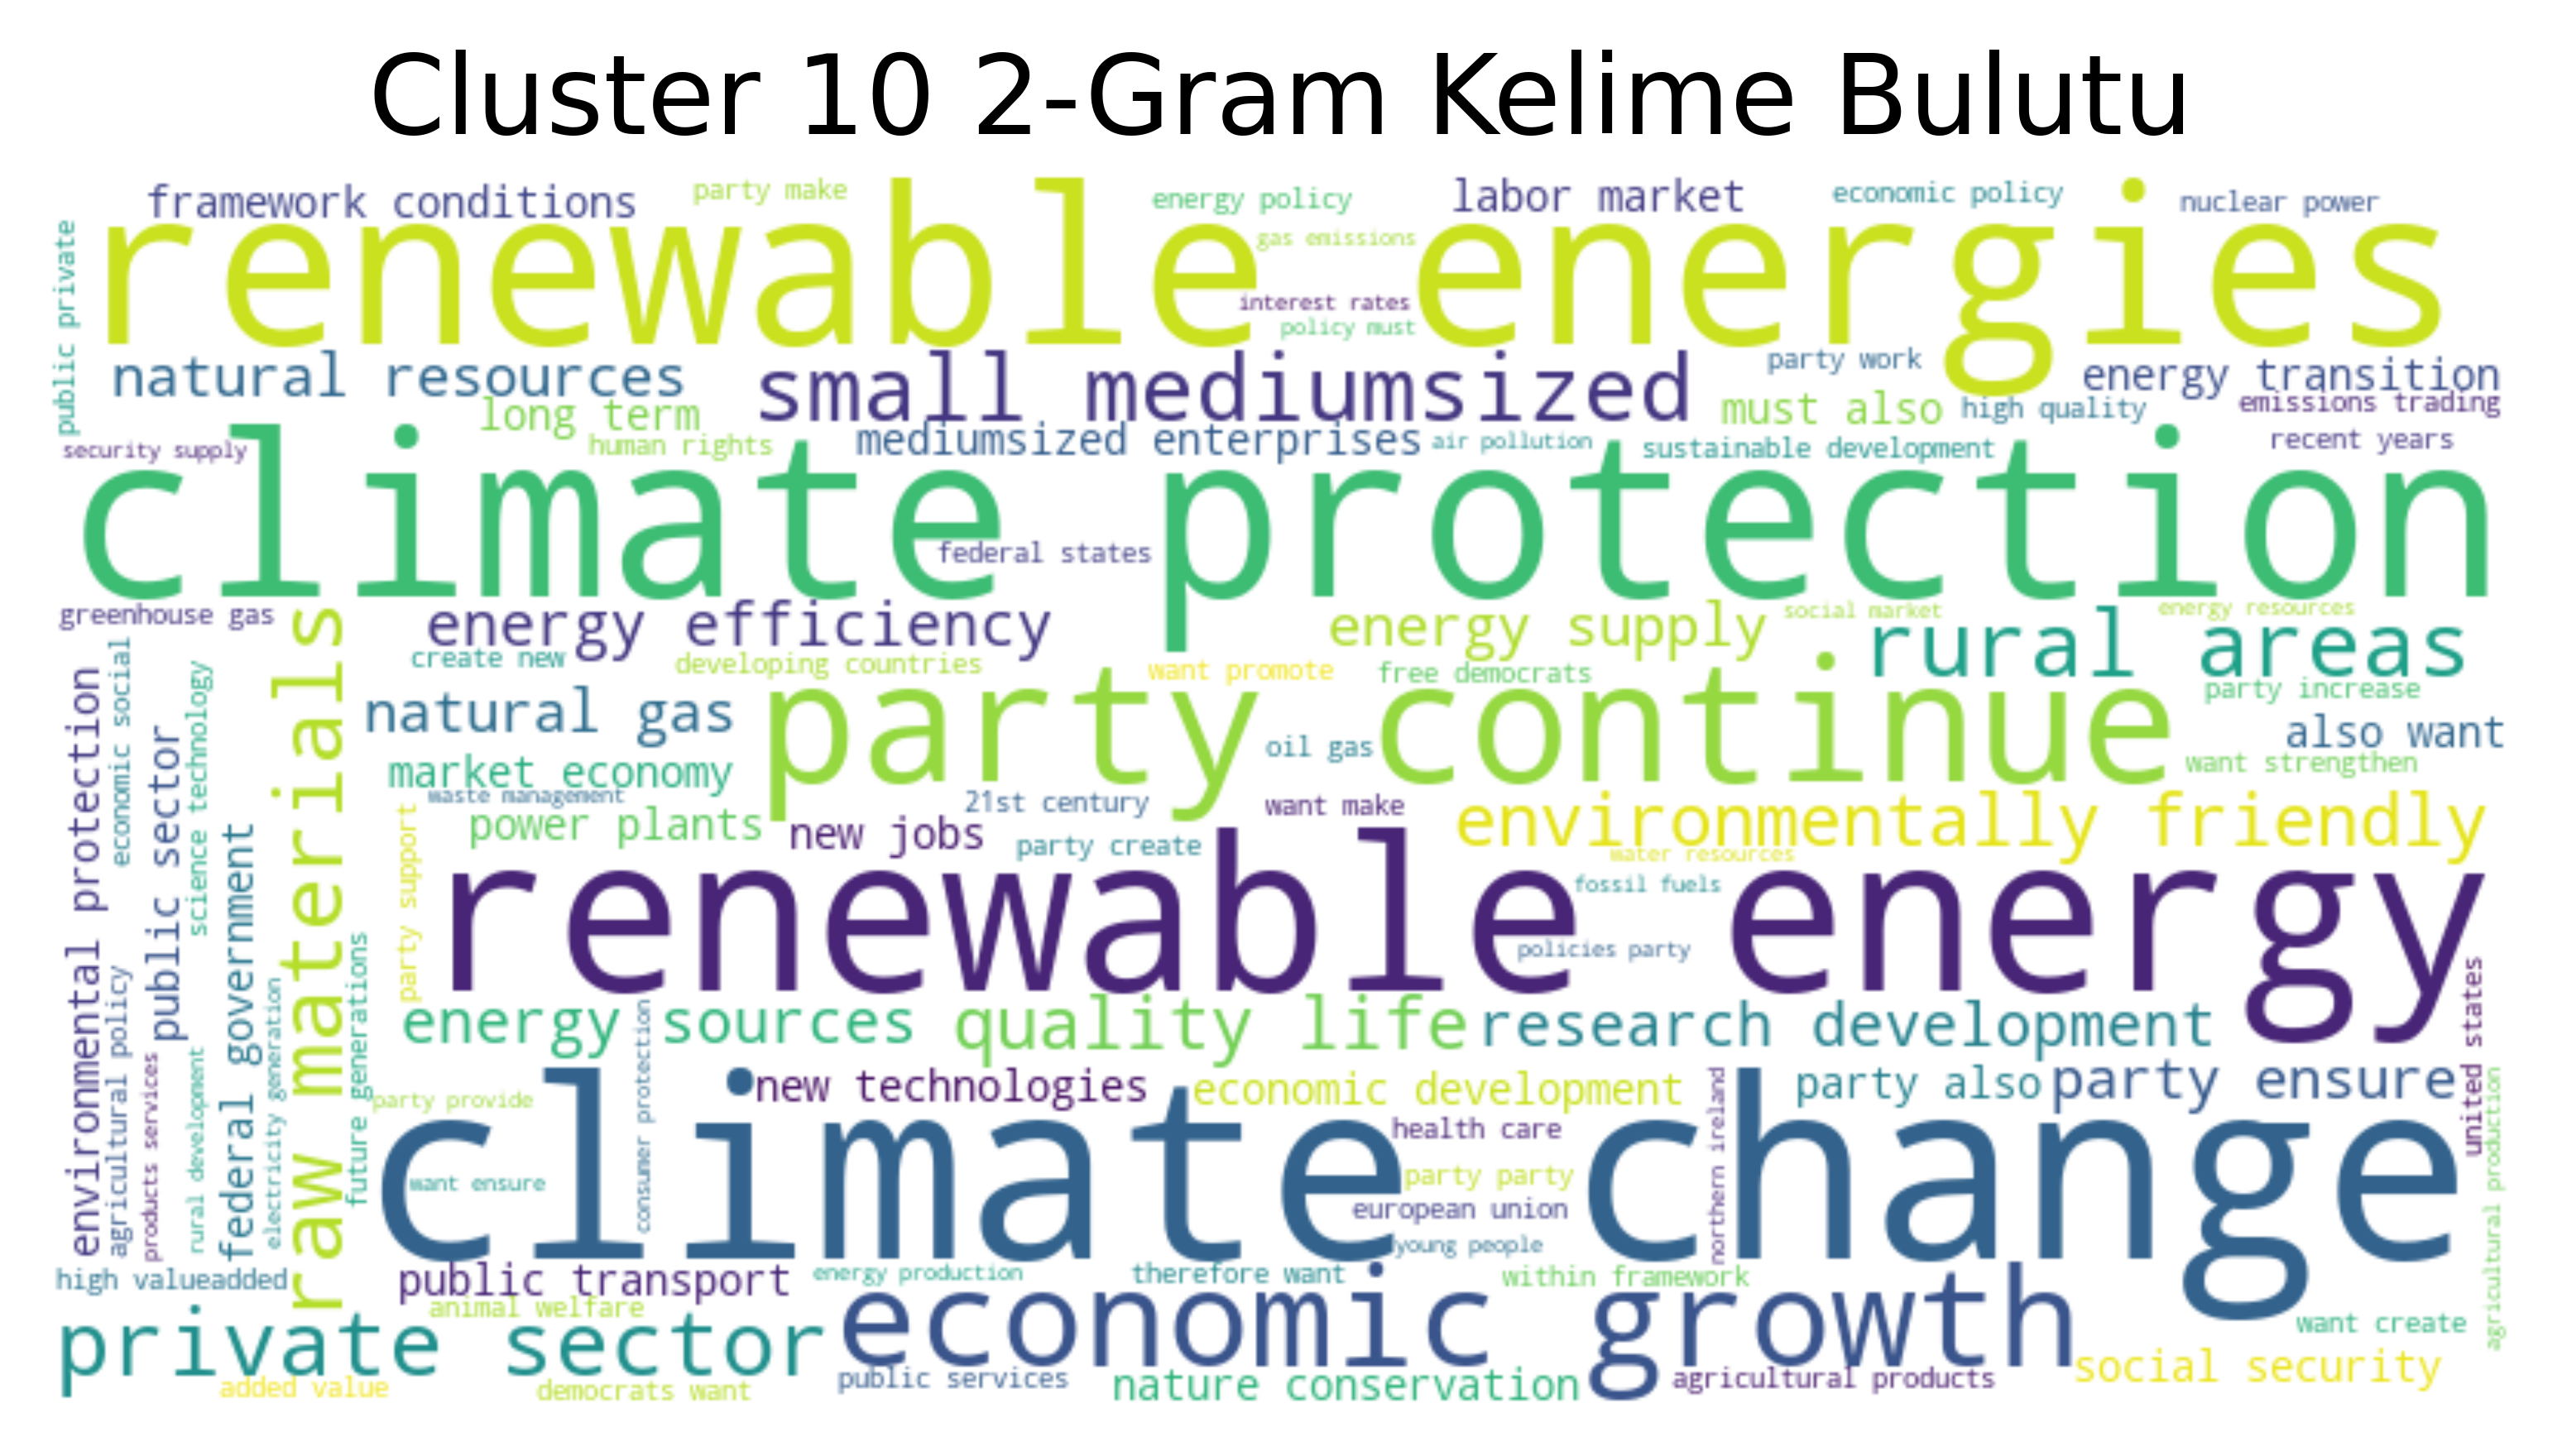 Cluster 10 2-Gram Kelime Bulutu
framework conditions
party make
energy policy
labor market
economic policy
nuclear power
public private
renewable energies
gas emissions
interest rates
policy must
natural resources
small mediumsized
party work
energy transition
long term
must also
high quality
emissions trading
security supply
human rights
mediumsized enterprises
air pollution
sustainable development
recent years
climate protection
federal states
greenhouse gas
raw materials
energy efficiency
energy supply
social market
energy resources
rural areas
create new
developing countries
want promote
free democrats
party increase
environmental protection
economic social
science technology
public sector
natural gas
party continue
oil gas
also want
market economy
want strengthen
waste management
21st century
want make
environmentally friendly
power plants
new jobs
party create
party support
federal government
water resources
renewable energy
fossil fuels
policies party
future generations
agricultural policy
electricity generation
energy sources
quality life
research development
united states
consumer protection
products services
rural development
new technologies
economic development
party also
party ensure
party provide
climate change
health care
northern ireland
agricultural production
want ensure
party party
european union
young people
high valueadded
public transport
energy production
therefore want
within framework
animal welfare
private sector
economic growth
want create
added value
democrats want
public services
nature conservation
agricultural products
social security